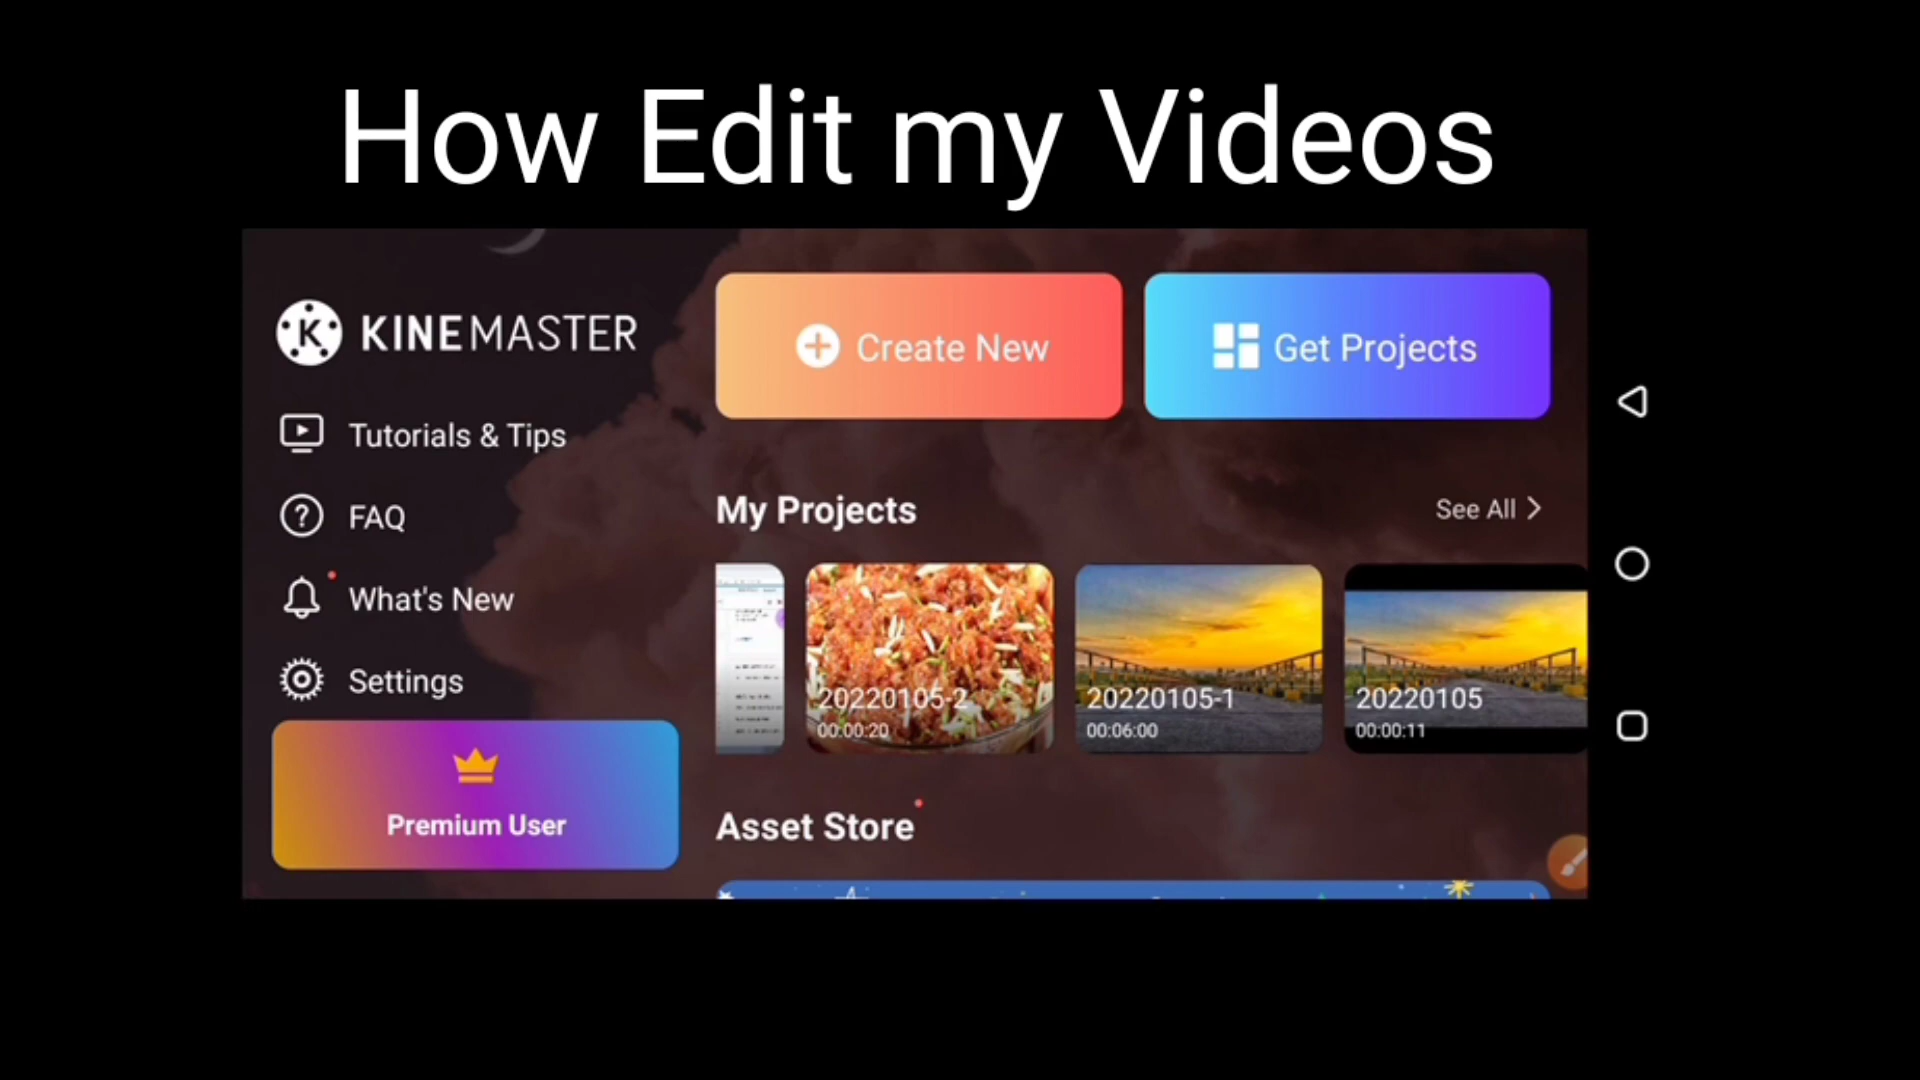 How Edit my Videos
K KINEMASTER
Tutorials & Tips
FAQ
What's New
Settings
Premium User
Create New
Get Projects
My Projects
See All
20220105-2
00:00:20
20220105-1
00:06:00
20220105
00:00:11
Asset Store